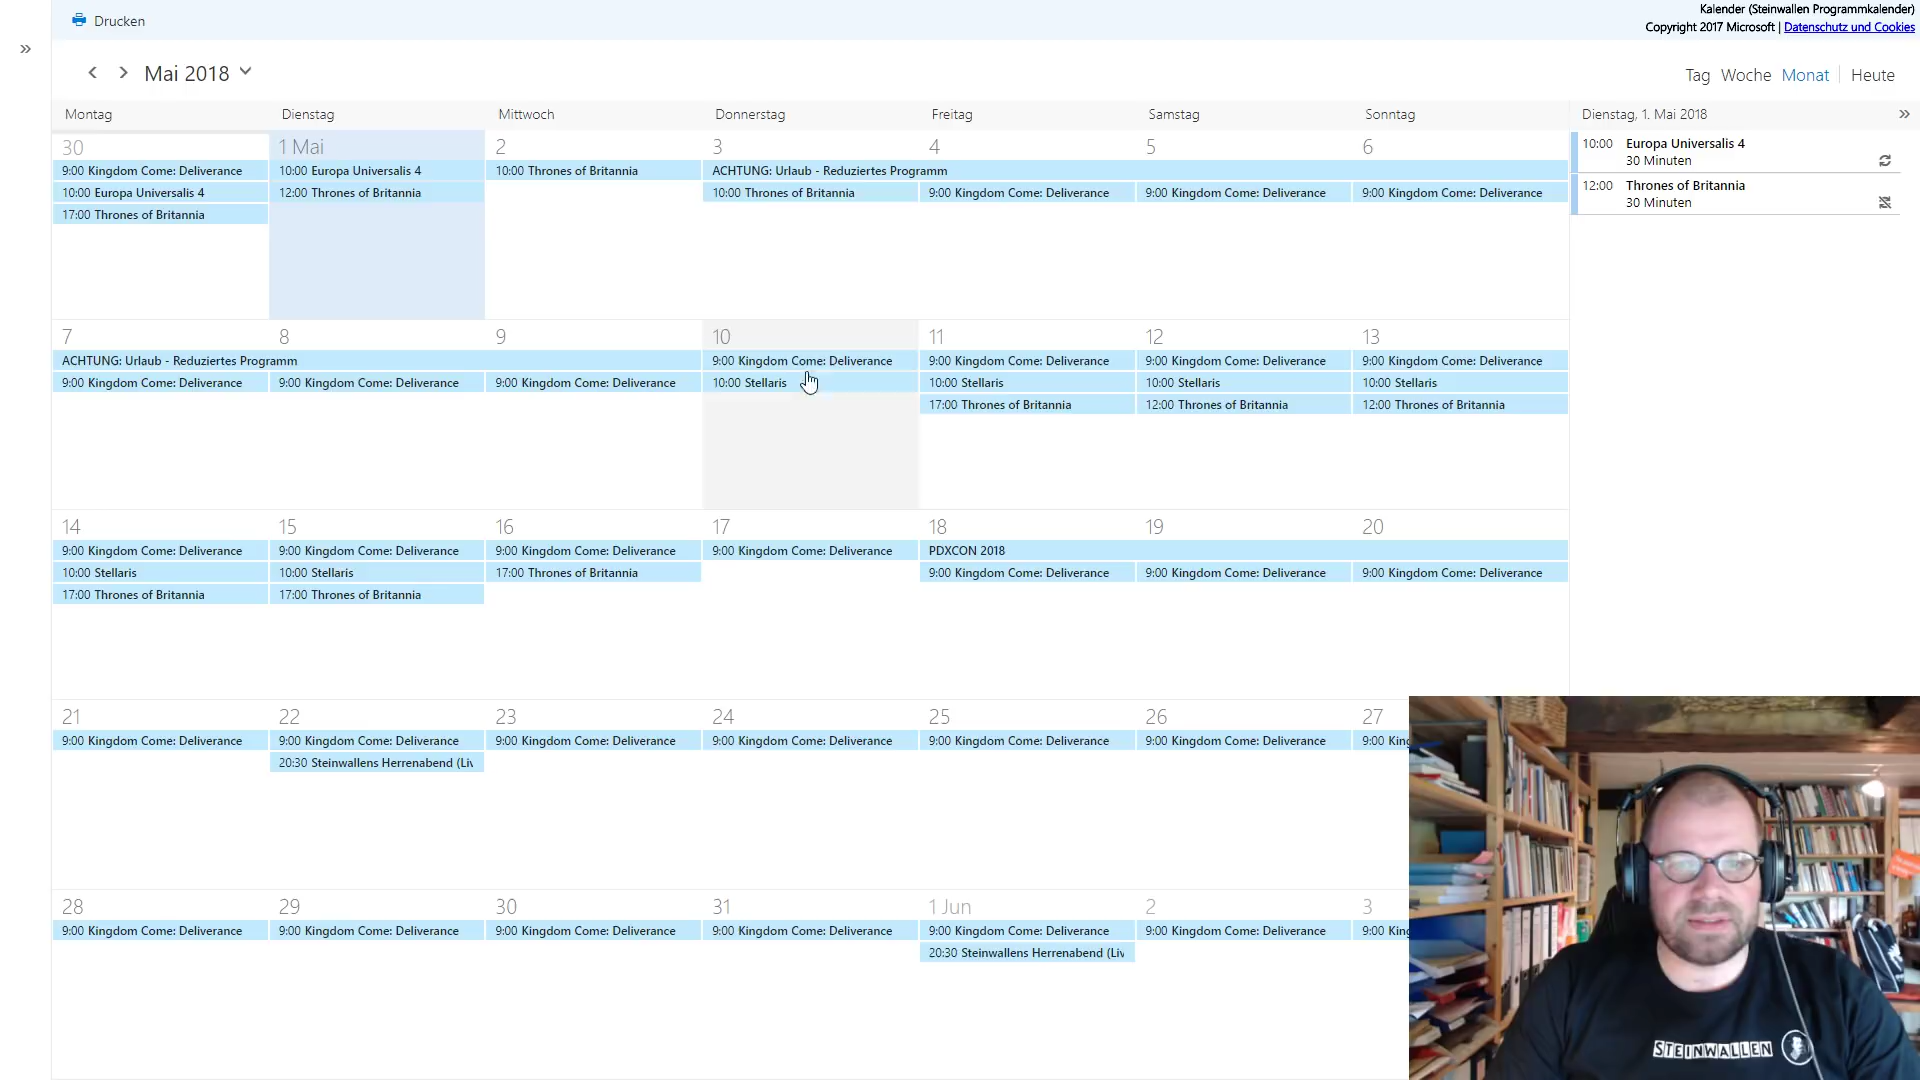 Drucken
Kalender (Steinwallen Programmkalender)
Copyright 2017 Microsoft | Datenschutz und Cookies
Mai 2018
Tag Woche Monat Heute
Montag Dienstag Mittwoch Donnerstag Freitag Samstag Sonntag
Dienstag, 1. Mai 2018
10:00 Europa Universalis 4
30 Minuten
12:00 Thrones of Britannia
30 Minuten
30 1 Mai 2 3 4 5 6
9:00 Kingdom Come: Deliverance 10:00 Europa Universalis 4 10:00 Thrones of Britannia ACHTUNG: Urlaub - Reduziertes Programm
10:00 Europa Universalis 4 12:00 Thrones of Britannia 10:00 Thrones of Britannia 9:00 Kingdom Come: Deliverance 9:00 Kingdom Come: Deliverance 9:00 Kingdom Come: Deliverance
17:00 Thrones of Britannia
7 8 9 10 11 12 13
ACHTUNG: Urlaub - Reduziertes Programm 9:00 Kingdom Come: Deliverance 9:00 Kingdom Come: Deliverance 9:00 Kingdom Come: Deliverance 9:00 Kingdom Come: Deliverance
9:00 Kingdom Come: Deliverance 9:00 Kingdom Come: Deliverance 9:00 Kingdom Come: Deliverance 10:00 Stellaris 10:00 Stellaris 10:00 Stellaris 10:00 Stellaris
17:00 Thrones of Britannia 12:00 Thrones of Britannia 12:00 Thrones of Britannia
14 15 16 17 18 19 20
9:00 Kingdom Come: Deliverance 9:00 Kingdom Come: Deliverance 9:00 Kingdom Come: Deliverance 9:00 Kingdom Come: Deliverance PDXCON 2018
10:00 Stellaris 10:00 Stellaris 17:00 Thrones of Britannia 9:00 Kingdom Come: Deliverance 9:00 Kingdom Come: Deliverance 9:00 Kingdom Come: Deliverance
17:00 Thrones of Britannia 17:00 Thrones of Britannia
21 22 23 24 25 26 27
9:00 Kingdom Come: Deliverance 9:00 Kingdom Come: Deliverance 9:00 Kingdom Come: Deliverance 9:00 Kingdom Come: Deliverance 9:00 Kingdom Come: Deliverance 9:00 Kingdom Come: Deliverance 9:00 King
20:30 Steinwallens Herrenabend (Liv
28 29 30 31 1 Jun 2 3
9:00 Kingdom Come: Deliverance 9:00 Kingdom Come: Deliverance 9:00 Kingdom Come: Deliverance 9:00 Kingdom Come: Deliverance 9:00 Kingdom Come: Deliverance 9:00 Kingdom Come: Deliverance 9:00 King
20:30 Steinwallens Herrenabend (Liv
STEINWALLEN